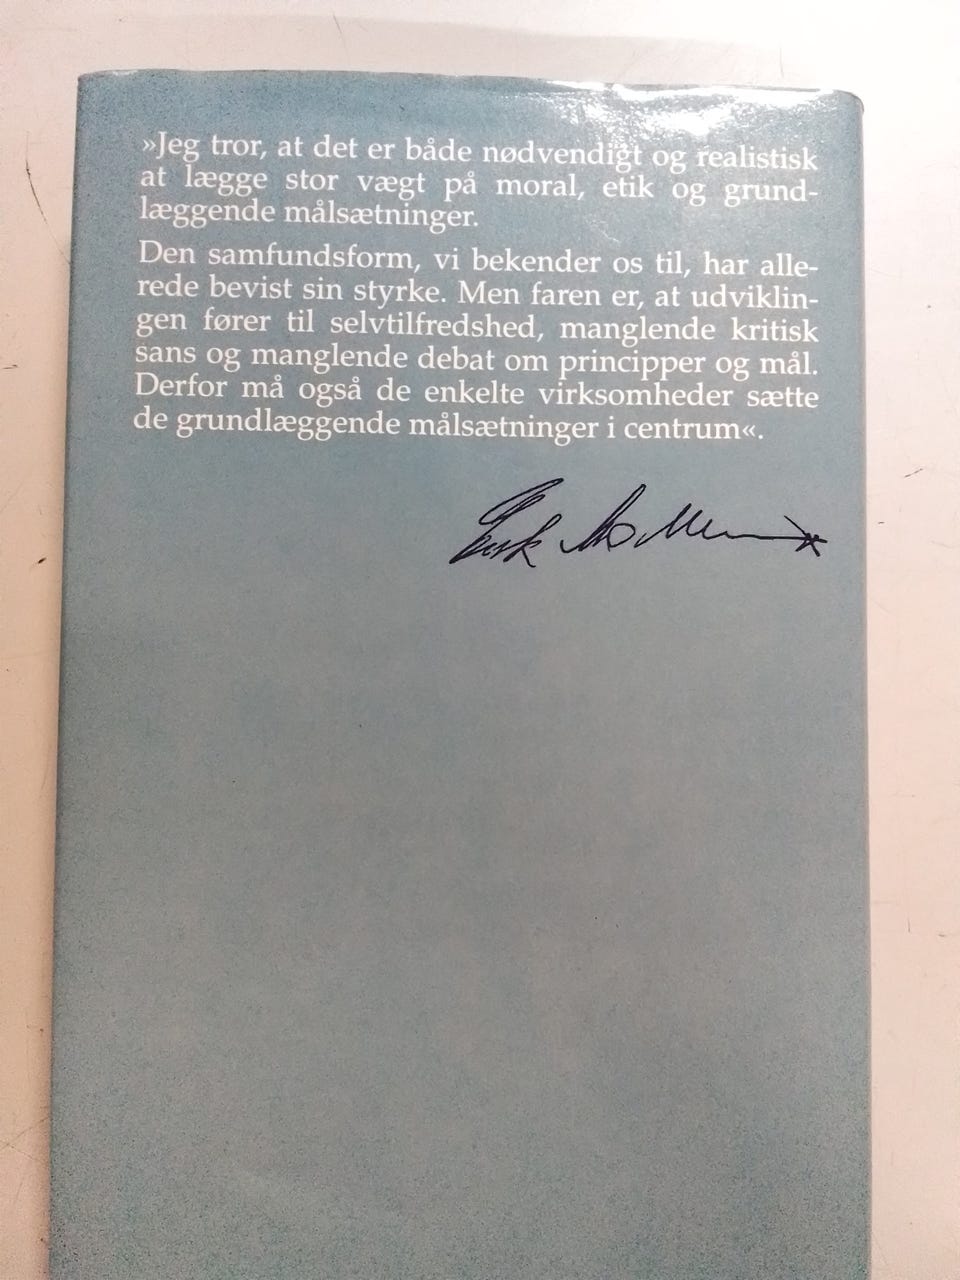 »Jeg tror, at det er både nødvendigt og realistisk
at lægge stor vægt på moral, etik og grund-
læggende målsætninger.
Den samfundsform, vi bekender os til, har alle-
rede bevist sin styrke. Men faren er, at udviklin-
gen fører til selvtilfredshed, manglende kritisk
sans og manglende debat om principper og mål.
Derfor må også de enkelte virksomheder sætte
de grundlæggende målsætninger i centrum«.